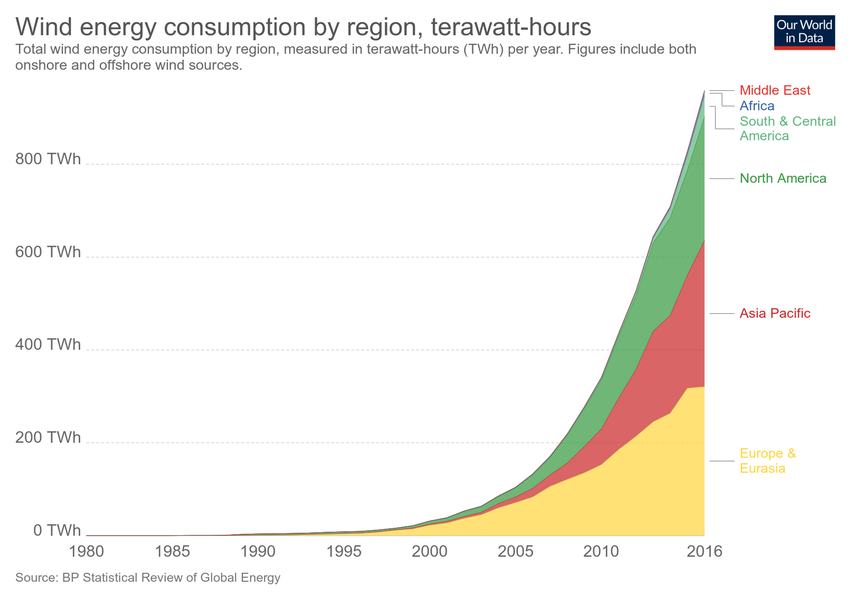 Wind energy consumption by region, terawatt-hours
Total wind energy consumption by region, measured in terawatt-hours (TWh) per year. Figures include both
onshore and offshore wind sources.
Our World
in Data
Middle East
Africa
South & Central
America
800 TWh
North America
600 TWh
Asia Pacific
400 TWh
200 TWh
Europe &
Eurasia
0 TWh
1980 1985 1990 1995 2000 2005 2010 2016
Source: BP Statistical Review of Global Energy